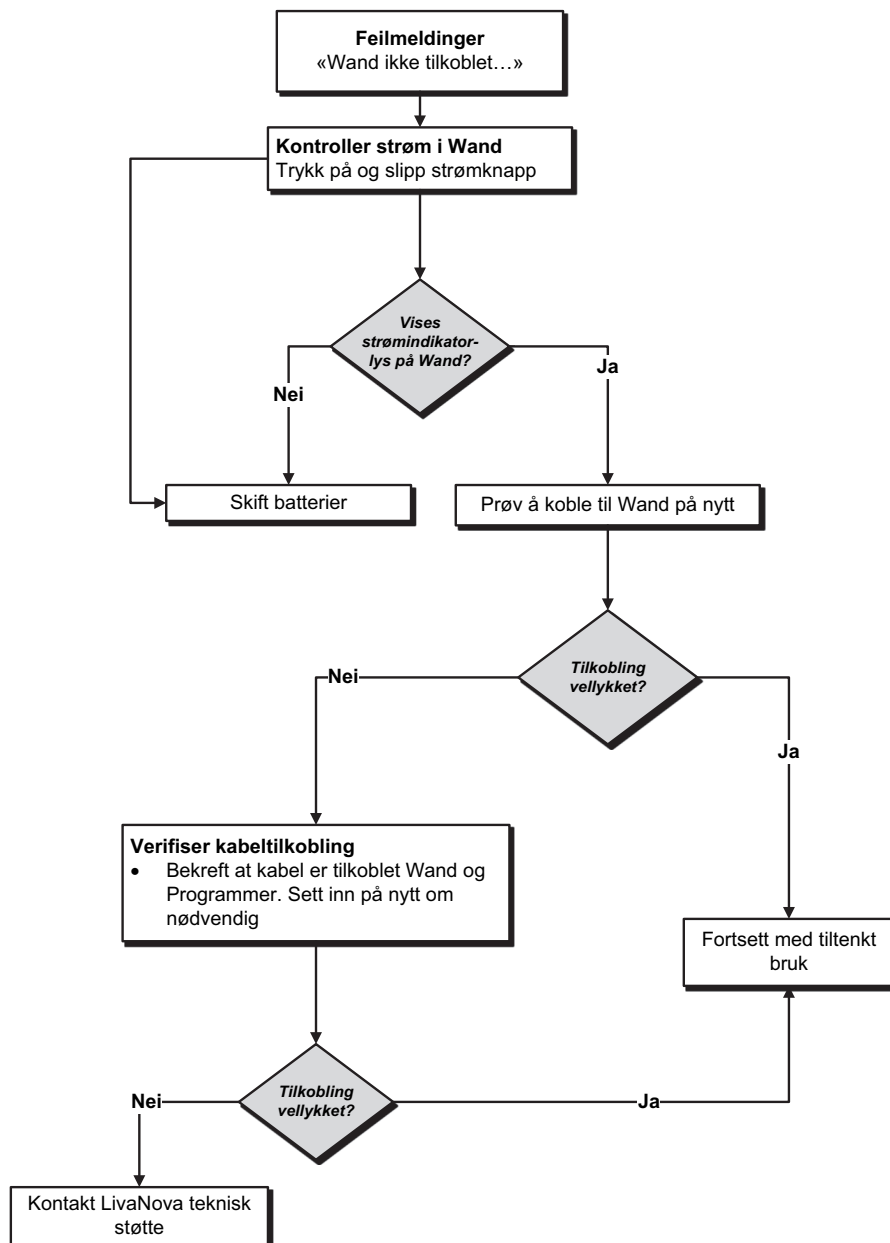 Feilmeldinger
«Wand ikke tilkoblet…»
Kontroller strøm i Wand
Trykk på og slipp strømknapp
Vises
strømindikator-
lys på Wand?
Nei
Ja
Skift batterier
Prøv å koble til Wand på nytt
Tilkobling
vellykket?
Nei
Ja
Verifiser kabeltilkobling
• Bekreft at kabel er tilkoblet Wand og
Programmer. Sett inn på nytt om
nødvendig
Fortsett med tiltenkt
bruk
Tilkobling
vellykket?
Nei
Ja
Kontakt LivaNova teknisk
støtte